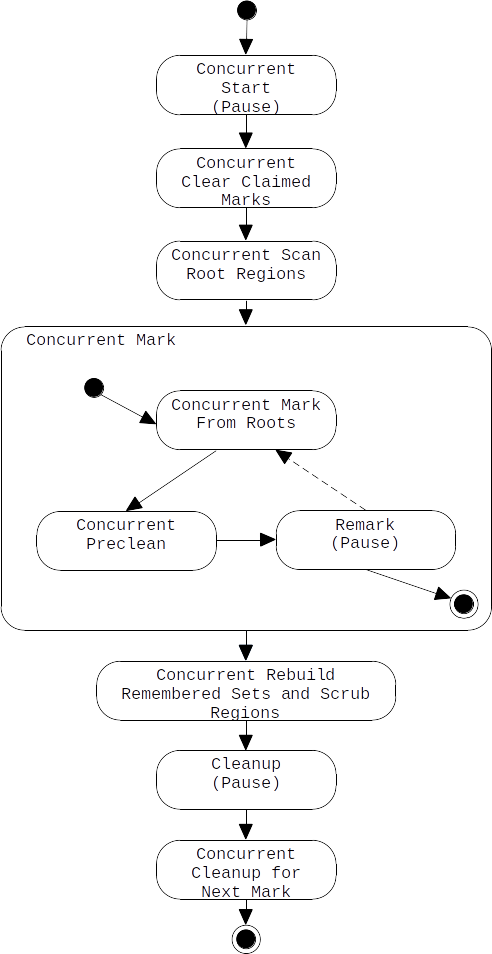 Concurrent
Start
(Pause)
Concurrent
Clear Claimed
Marks
Concurrent Scan
Root Regions
Concurrent Mark
Concurrent Mark
From Roots
Concurrent
Preclean
Remark
(Pause)
Concurrent Rebuild
Remembered Sets and Scrub
Regions
Cleanup
(Pause)
Concurrent
Cleanup for
Next Mark